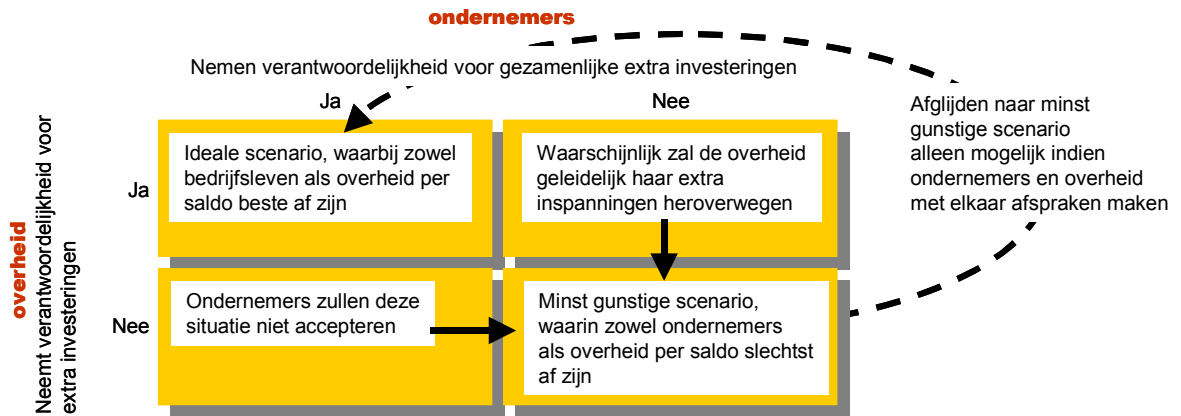 ondernemers
Nemen verantwoordelijkheid voor gezamenlijke extra investeringen
Ja
Nee
overheid
Neemt verantwoordelijkheid voor
extra investeringen
Ja
Ideale scenario, waarbij zowel
bedrijfsleven als overheid per
saldo beste af zijn
Waarschijnlijk zal de overheid
geleidelijk haar extra
inspanningen heroverwegen
Afglijden naar minst
gunstige scenario
alleen mogelijk indien
ondernemers en overheid
met elkaar afspraken maken
Nee
Ondernemers zullen deze
situatie niet accepteren
Minst gunstige scenario,
waarin zowel ondernemers
als overheid per saldo slechtst
af zijn